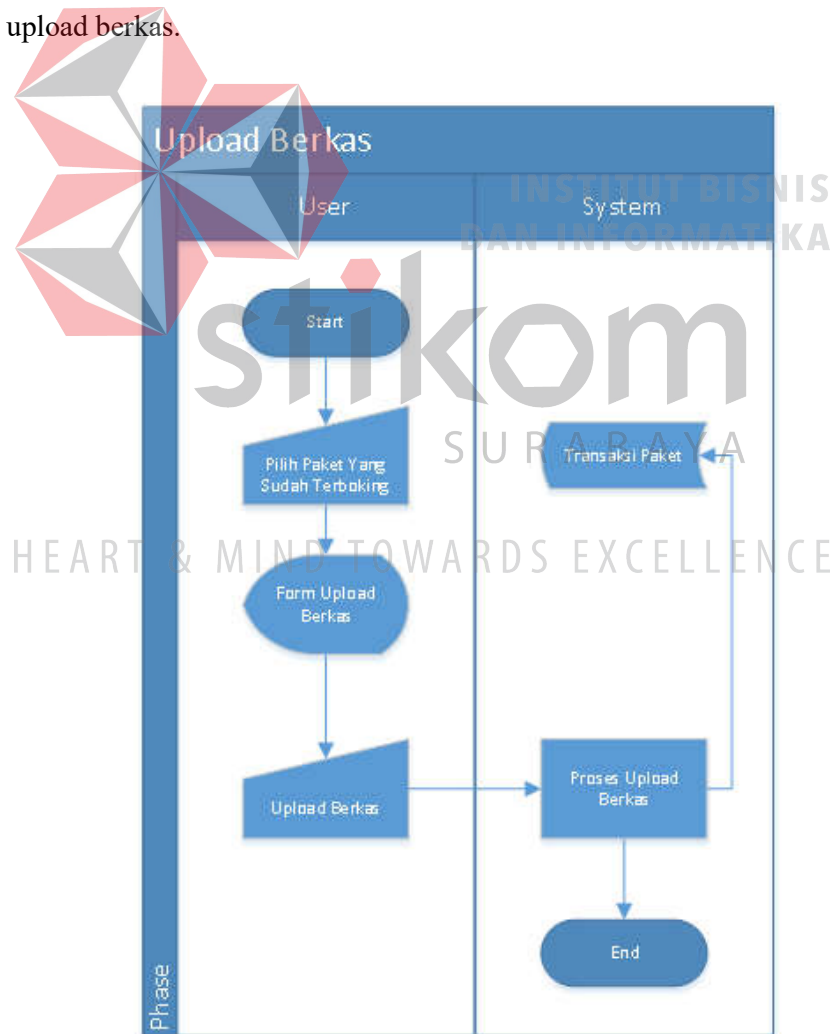 upload berkas.
Upload Berkas
User
System
INSTITUT BISNIS
DAN INFORMATIKA
Start
stikom
SURABAYA
Pilih Paket Yang
Sudah Terboking
Transaksi Paket
HEART & MIND TOWARDS EXCELLENCE
Form Upload
Berkas
Upload Berkas
Proses Upload
Berkas
End
Phase